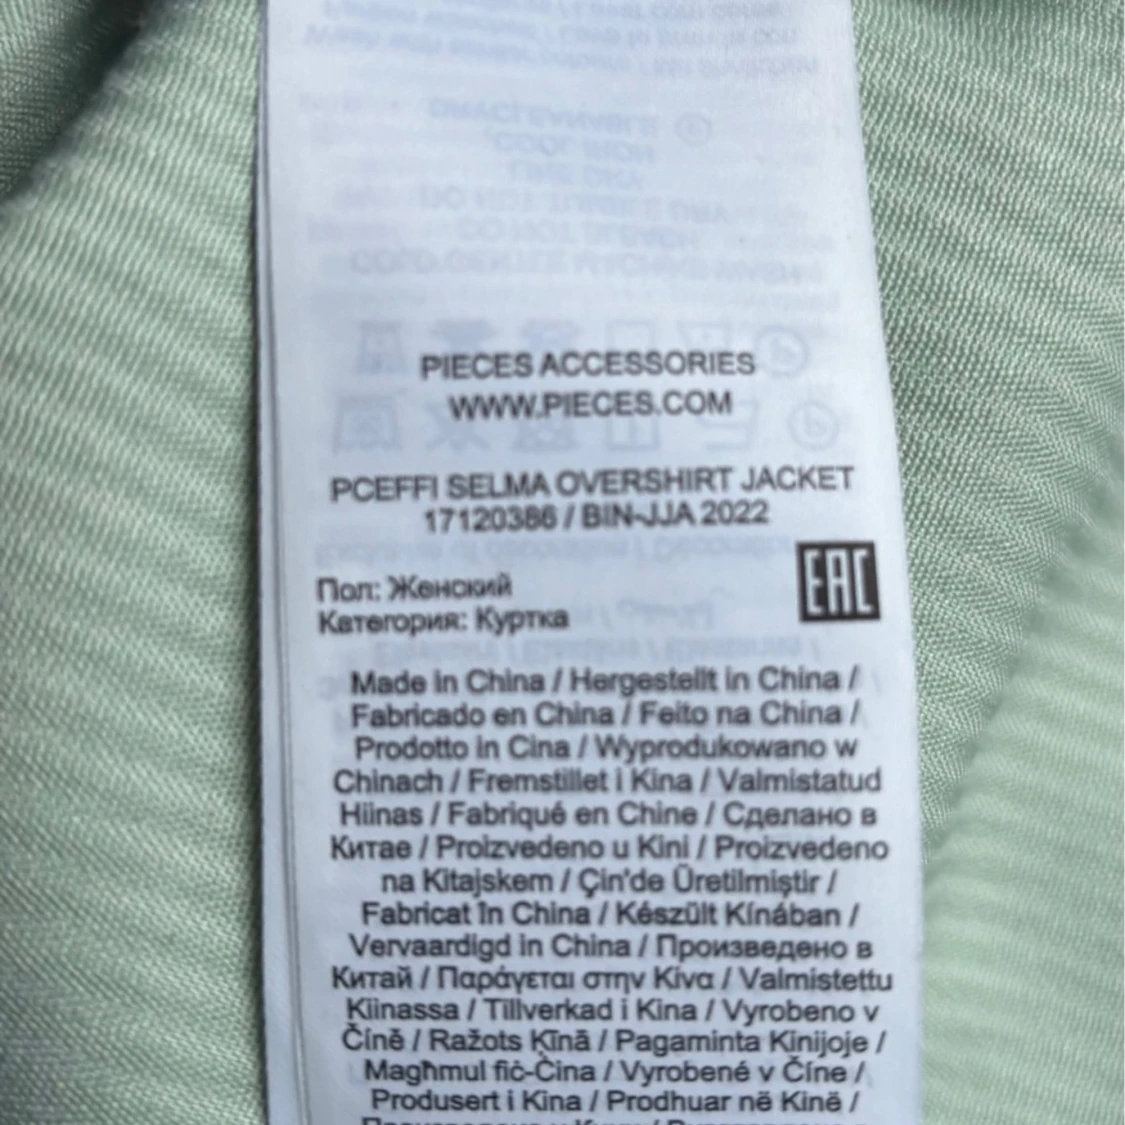 PIECES ACCESSORIES
WWW.PIECES.COM
PCEFFI SELMA OVERSHIRT JACKET
17120386 / BIN-JJA 2022
EAC
Пол: Женский
Категория: Куртка
Made in China / Hergestellt in China /
Fabricado en China / Feito na China /
Prodotto in Cina / Wyprodukowano w
Chinach / Fremstillet i Kina / Valmistatud
Hiinas / Fabriqué en Chine / Сделано в
Китае / Proizvedeno u Kini / Proizvedeno
na Kitajskem / Çin'de Üretilmiştir /
Fabricat în China / Készült Kínában /
Vervaardigd in China / Произведено в
Китай / Παράγεται στην Κίνα / Valmistettu
Kiinassa / Tillverkad i Kina / Vyrobeno v
Číně / Ražots Ķīnā / Pagaminta Kinijoje /
Magħmul fiċ-Ċina / Vyrobené v Číne /
Produsert i Kina / Prodhuar në Kinë /